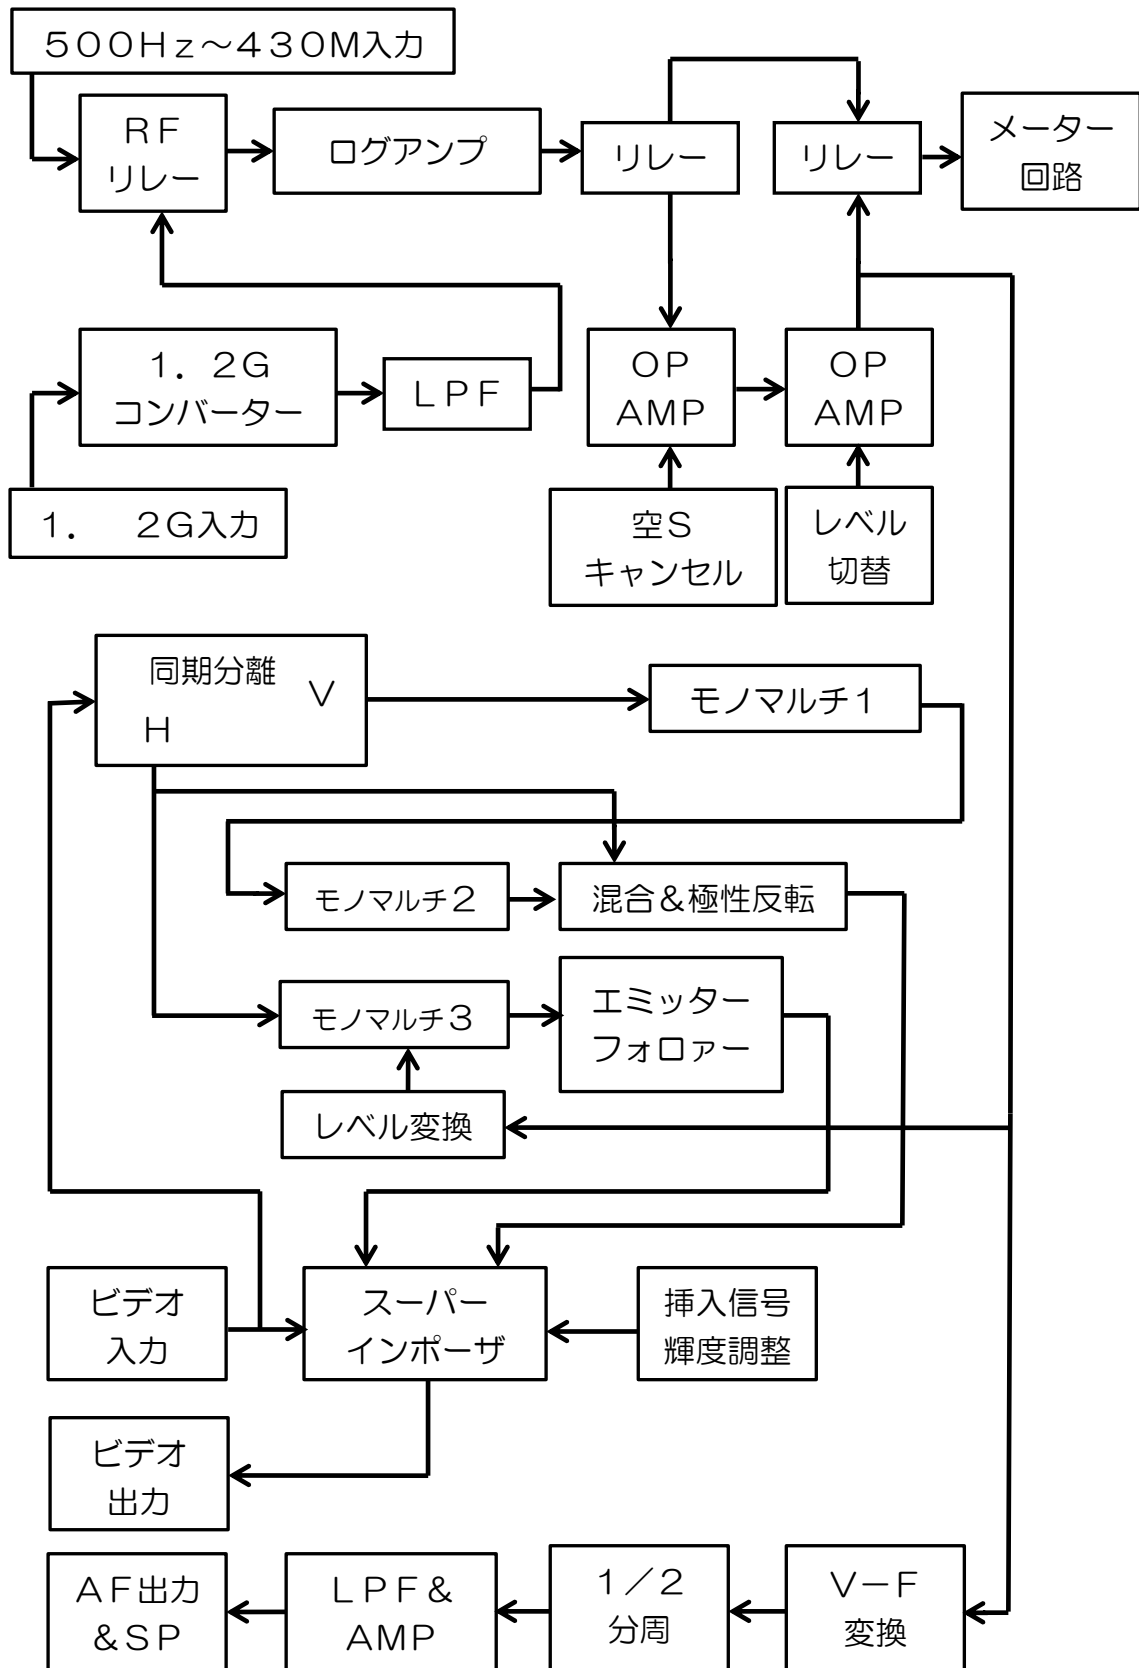 ５００Ｈｚ～４３０Ｍ入力
ＲＦ
リレー
ログアンプ
リレー
リレー
メーター
回路
１．２Ｇ
コンバーター
ＬＰＦ
ＯＰ
ＡＭＰ
ＯＰ
ＡＭＰ
１．　２Ｇ入力
空Ｓ
キャンセル
レベル
切替
同期分離
Ｖ
Ｈ
モノマルチ１
モノマルチ２
混合＆極性反転
モノマルチ３
エミッター
フォロァー
レベル変換
ビデオ
入力
スーパー
インポーザ
挿入信号
輝度調整
ビデオ
出力
ＡＦ出力
＆ＳＰ
ＬＰＦ＆
ＡＭＰ
１／２
分周
Ｖ－Ｆ
変換